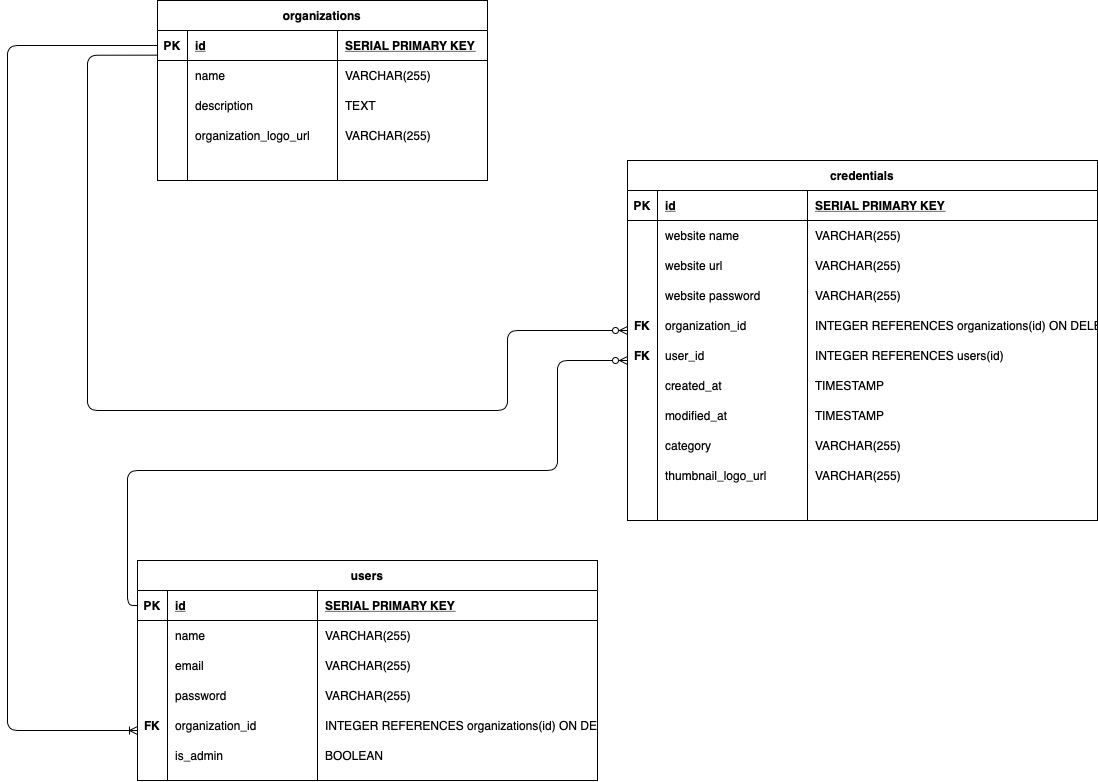 organizations
PK id SERIAL PRIMARY KEY
name VARCHAR(255)
description TEXT
organization_logo_url VARCHAR(255)
credentials
PK id SERIAL PRIMARY KEY
website name VARCHAR(255)
website url VARCHAR(255)
website password VARCHAR(255)
FK organization_id INTEGER REFERENCES organizations(id) ON DELE
FK user_id INTEGER REFERENCES users(id)
created_at TIMESTAMP
modified_at TIMESTAMP
category VARCHAR(255)
thumbnail_logo_url VARCHAR(255)
users
PK id SERIAL PRIMARY KEY
name VARCHAR(255)
email VARCHAR(255)
password VARCHAR(255)
FK organization_id INTEGER REFERENCES organizations(id) ON DE
is_admin BOOLEAN